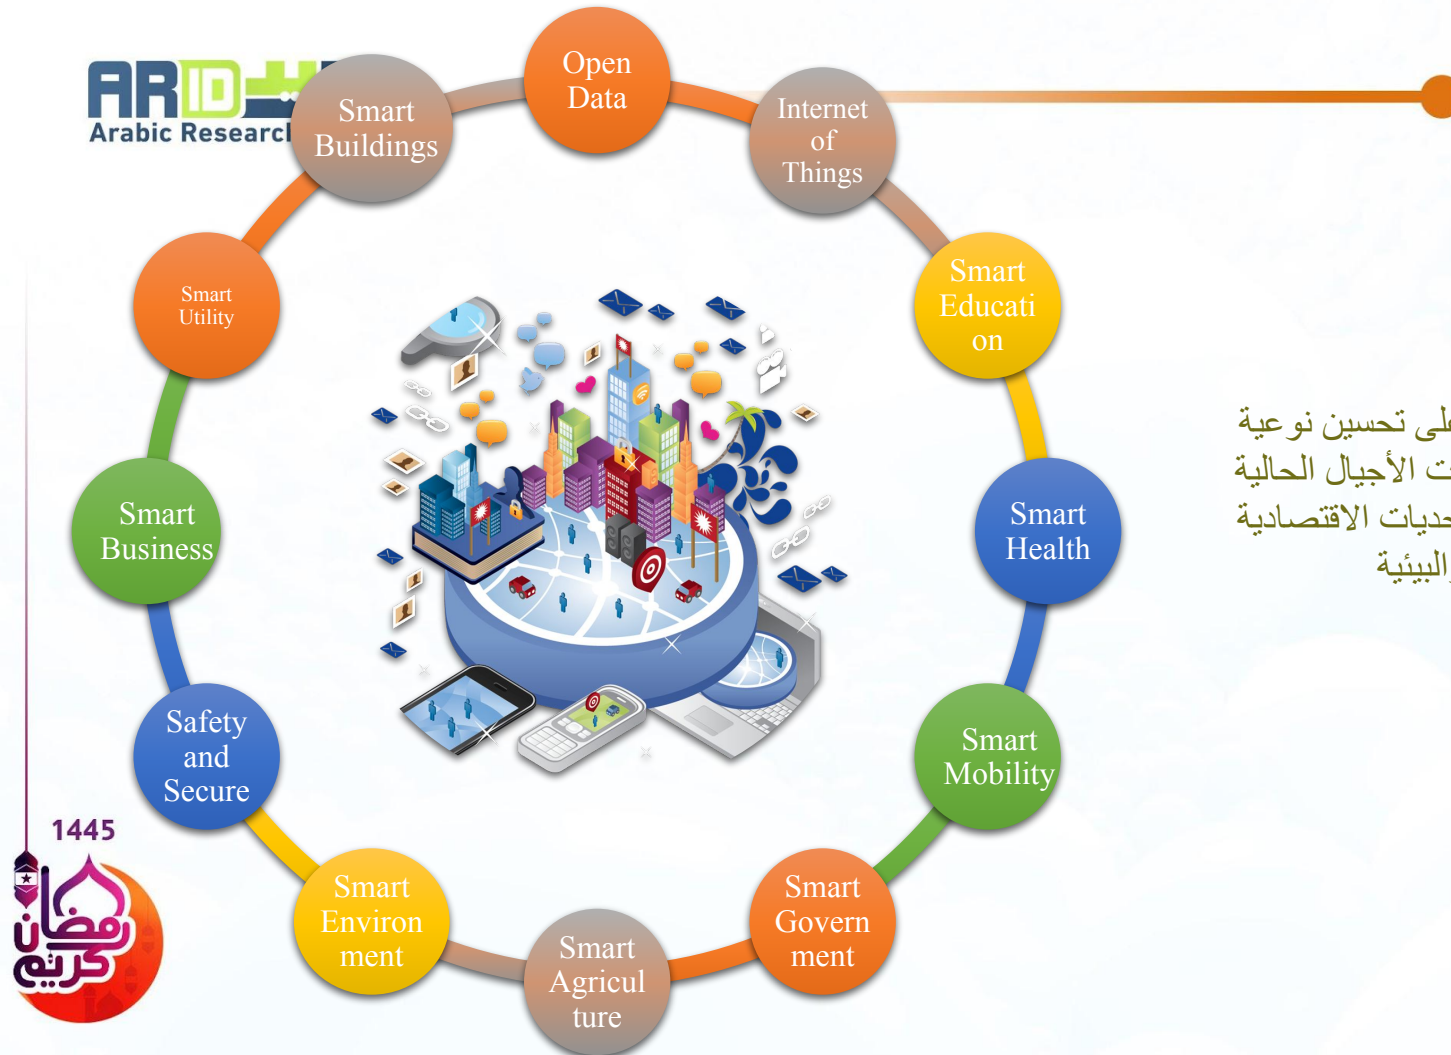 ARID
Arabic Research
Open
Data
Internet
of
Things
Smart
Educati
on
Smart
Health
Smart
Mobility
Smart
Govern
ment
Smart
Agricul
ture
Smart
Environ
ment
Safety
and
Secure
Smart
Business
Smart
Utility
Smart
Buildings
تحسين نوعية
الأجيال الحالية
الاقتصادية
والبيئية
1445
رمضان
كريم